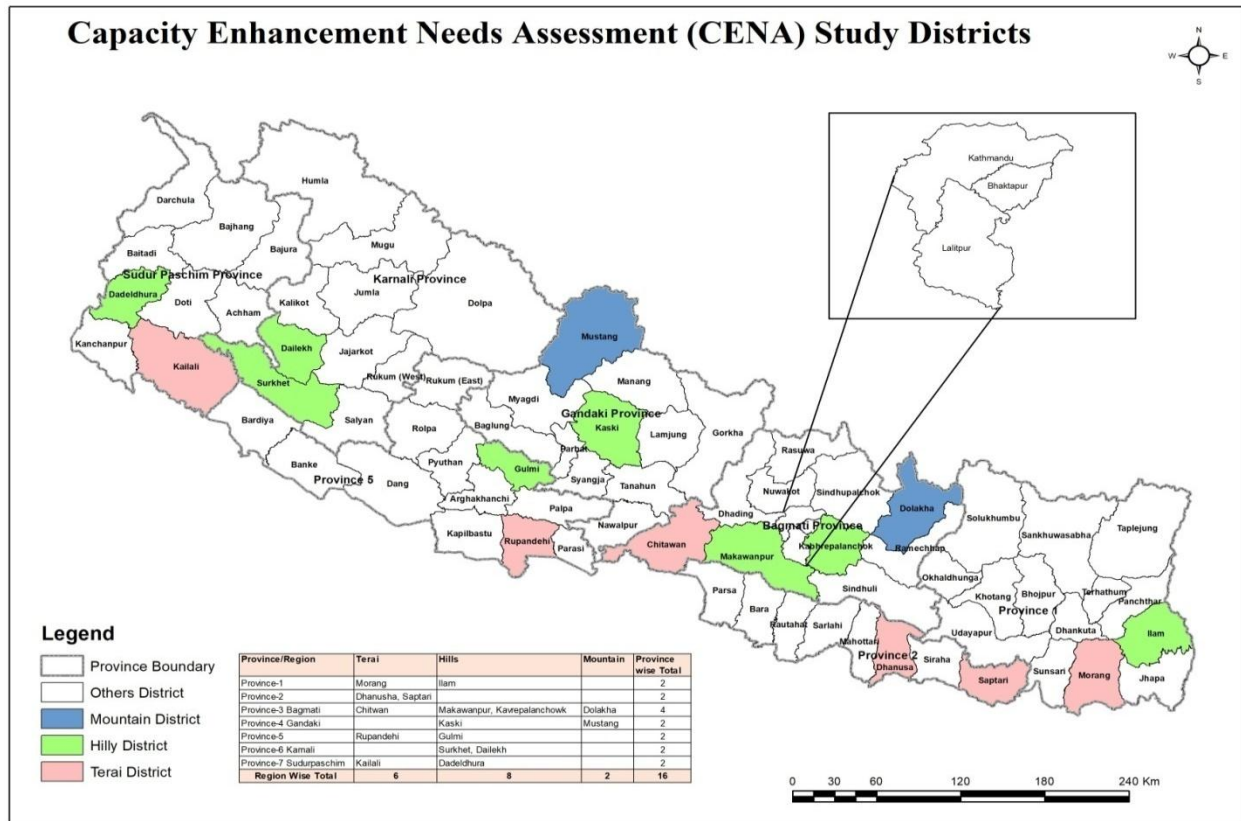 Capacity Enhancement Needs Assessment (CENA) Study Districts
N
W E
S
Kathmandu
Bhaktapur
Lalitpur
Humla
Darchula
Bajhang
Mugu
Baitadi
Bajura
Sudur Paschim Province
Karnali Province
Dadeldhura
Doti
Achham
Kalikot
Jumla
Dolpa
Mustang
Kanchanpur
Kailali
Dailekh
Jajarkot
Surkhet
Rukum (West)
Rukum (East)
Manang
Myagdi
Gandaki Province
Kaski
Bardiya
Salyan
Rolpa
Baglung
Lamjung
Gorkha
Parbat
Rasuwa
Banke
Province 5
Dang
Pyuthan
Gulmi
Syangja
Tanahun
Nuwakot
Sindhupalchok
Dolakha
Arghakhanchi
Palpa
Dhading
Solukhumbu
Taplejung
Kapilbastu
Nawalpur
Bagmati Province
Sankhuwasabha
Rupandehi
Parasi
Chitawan
Makawanpur
Kabhrepalanchok
Ramechhap
Okhaldhunga
Parsa
Bara
Rautahat
Sarlahi
Sindhuli
Khotang
Bhojpur
Terhathum
Panchthar
Province 1
Mahottari
Province 2
Dhanusa
Siraha
Udayapur
Dhankuta
Ilam
Saptari
Sunsari
Morang
Jhapa
Legend
Province Boundary
Others District
Mountain District
Hilly District
Terai District
Province/Region Terai Hills Mountain Province wise Total
Province-1 Morang Ilam 2
Province-2 Dhanusha, Saptari 2
Province-3 Bagmati Chitwan Makawanpur, Kavrepalanchowk Dolakha 4
Province-4 Gandaki Kaski Mustang 2
Province-5 Rupandehi Gulmi 2
Province-6 Karnali Surkhet, Dailekh 2
Province-7 Sudurpaschim Kailali Dadeldhura 2
Region Wise Total 6 8 2 16
0 30 60 120 180 240 Km